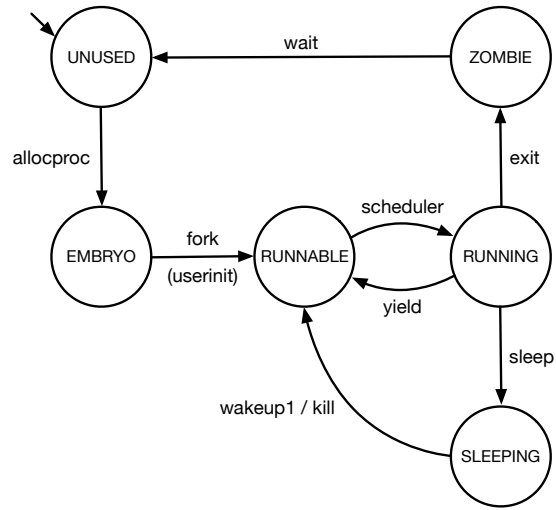 UNUSED
wait
ZOMBIE
allocproc
exit
EMBRYO
fork
(userinit)
RUNNABLE
scheduler
yield
RUNNING
sleep
wakeup1 / kill
SLEEPING